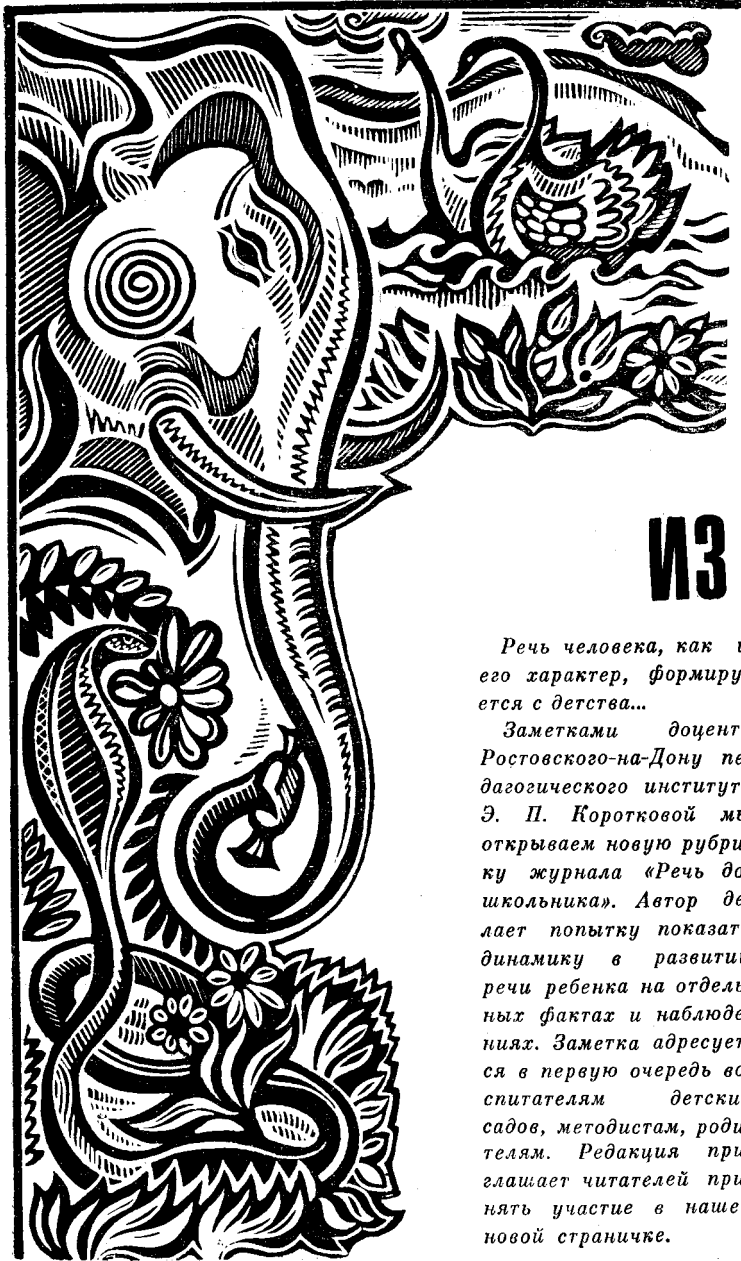 ИЗ
Речь человека, как и
его характер, формиру
ется с детства...
Заметками доцент
Ростовского-на-Дону пе
дагогического институт
Э. П. Коротковой мы
открываем новую рубри
ку журнала «Речь до
школьника». Автор де
лает попытку показат
динамику в развити
речи ребенка на отдель
ных фактах и наблюде
ниях. Заметка адресует
ся в первую очередь во
спитателям детски
садов, методистам, роди
телям. Редакция при
глашает читателей при
нять участие в наше
новой страничке.